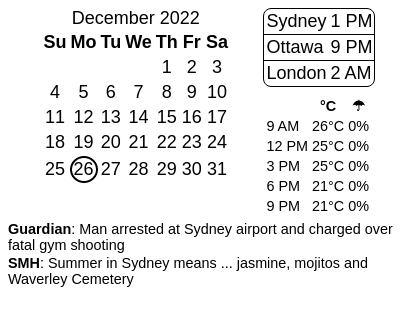 December 2022
Su Mo Tu We Th Fr Sa
1 2 3
4 5 6 7 8 9 10
11 12 13 14 15 16 17
18 19 20 21 22 23 24
25 26 27 28 29 30 31
Sydney 1 PM
Ottawa 9 PM
London 2 AM
°C ☂
9 AM 26°C 0%
12 PM 25°C 0%
3 PM 25°C 0%
6 PM 21°C 0%
9 PM 21°C 0%
Guardian: Man arrested at Sydney airport and charged over
fatal gym shooting
SMH: Summer in Sydney means ... jasmine, mojitos and
Waverley Cemetery